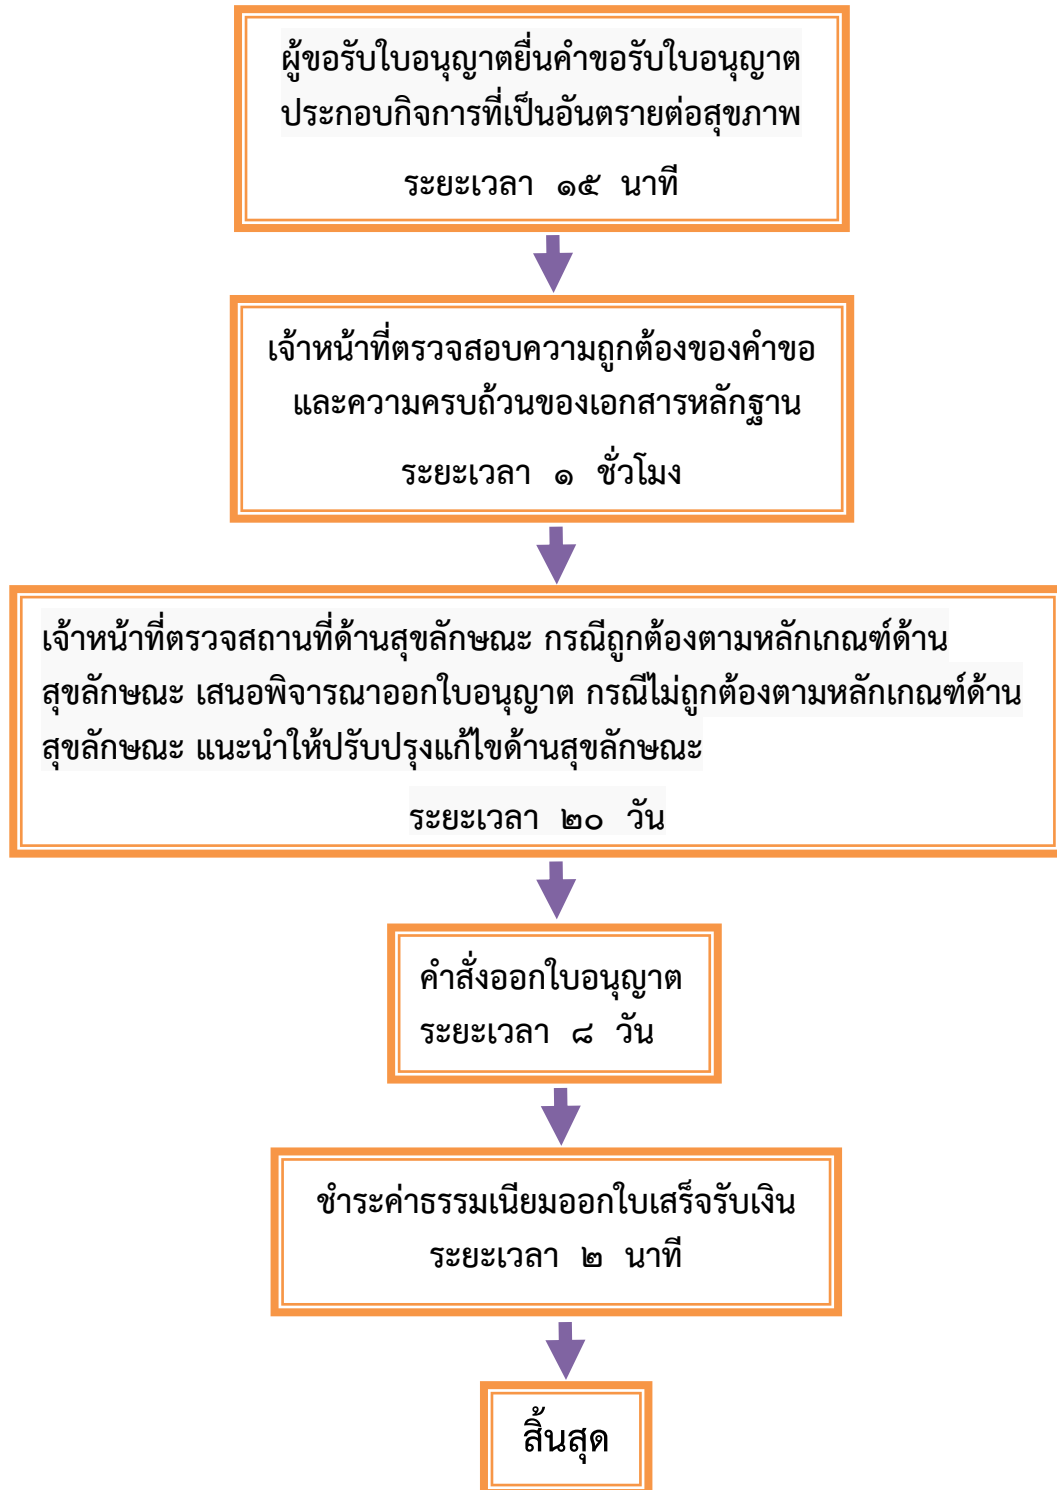 ผู้ขอรับใบอนุญาตยื่นคำขอรับใบอนุญาต
ประกอบกิจการที่เป็นอันตรายต่อสุขภาพ
ระยะเวลา ๑๕ นาที
เจ้าหน้าที่ตรวจสอบความถูกต้องของคำขอ
และความครบถ้วนของเอกสารหลักฐาน
ระยะเวลา ๑ ชั่วโมง
เจ้าหน้าที่ตรวจสถานที่ด้านสุขลักษณะ กรณีถูกต้องตามหลักเกณฑ์ด้าน
สุขลักษณะ เสนอพิจารณาออกใบอนุญาต กรณีไม่ถูกต้องตามหลักเกณฑ์ด้าน
สุขลักษณะ แนะนำให้ปรับปรุงแก้ไขด้านสุขลักษณะ
ระยะเวลา ๒๐ วัน
คำสั่งออกใบอนุญาต
ระยะเวลา ๘ วัน
ชำระค่าธรรมเนียมออกใบเสร็จรับเงิน
ระยะเวลา ๒ นาที
สิ้นสุด